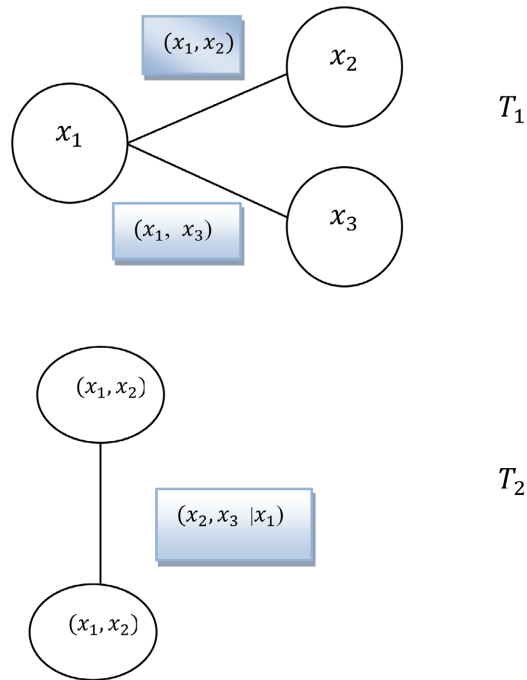 (x₁, x₂)
x₂
T₁
x₁
(x₁, x₃)
x₃
(x₁, x₂)
T₂
(x₂, x₃ |x₁)
(x₁, x₂)